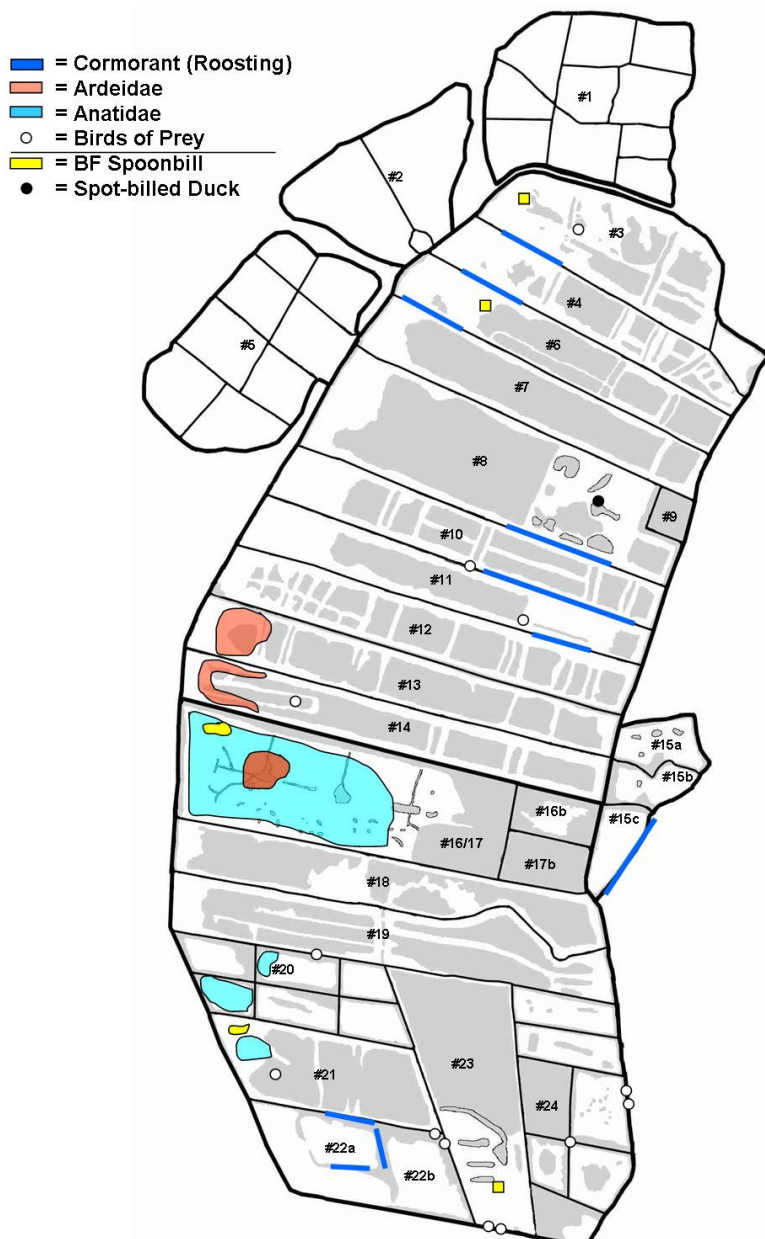 = Cormorant (Roosting)
= Ardeidae
= Anatidae
= Birds of Prey
= BF Spoonbill
= Spot-billed Duck
#1
#2
#3
#4
#5
#6
#7
#8
#9
#10
#11
#12
#13
#14
#15a
#15b
#15c
#16b
#16/17
#17b
#18
#19
#20
#21
#22a
#22b
#23
#24